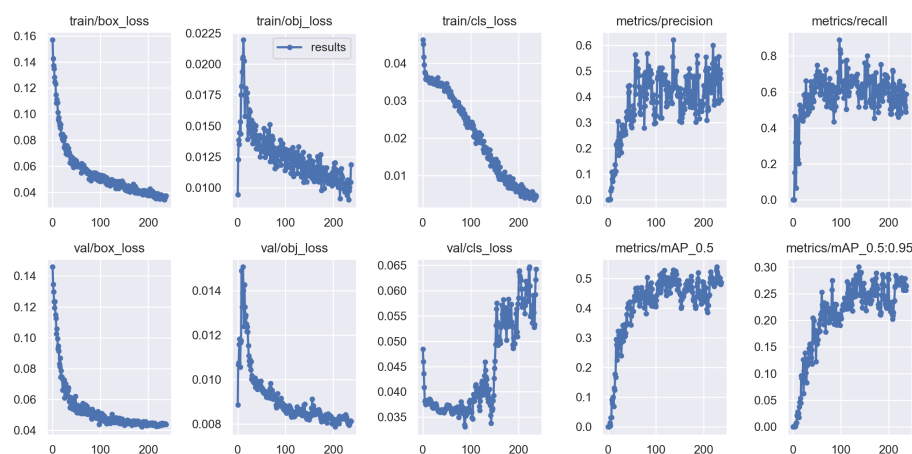 train/box_loss
0.16
0.14
0.12
0.10
0.08
0.06
0.04
0 100 200
train/obj_loss
results
0.0225
0.0200
0.0175
0.0150
0.0125
0.0100
0 100 200
train/cls_loss
0.04
0.03
0.02
0.01
0 100 200
metrics/precision
0.6
0.5
0.4
0.3
0.2
0.1
0.0
0 100 200
metrics/recall
0.8
0.6
0.4
0.2
0.0
0 100 200
val/box_loss
0.14
0.12
0.10
0.08
0.06
0.04
0 100 200
val/obj_loss
0.014
0.012
0.010
0.008
0 100 200
val/cls_loss
0.065
0.060
0.055
0.050
0.045
0.040
0.035
0 100 200
metrics/mAP_0.5
0.5
0.4
0.3
0.2
0.1
0.0
0 100 200
metrics/mAP_0.5:0.95
0.30
0.25
0.20
0.15
0.10
0.05
0.00
0 100 200